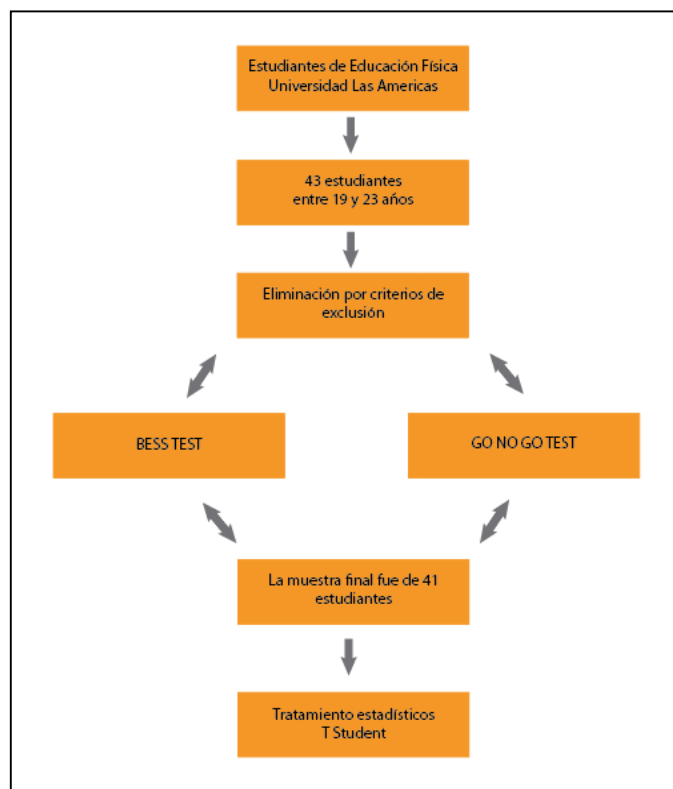 Estudiantes de Educación Física
Universidad Las Americas
43 estudiantes
entre 19 y 23 años
Eliminación por criterios de
exclusión
BESS TEST
GO NO GO TEST
La muestra final fue de 41
estudiantes
Tratamiento estadísticos
T Student